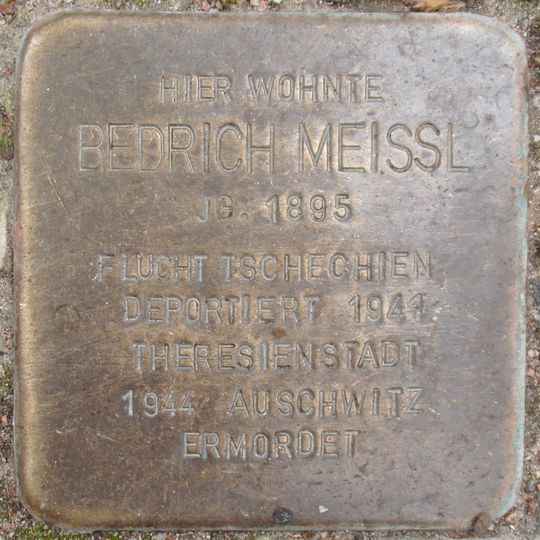 HIER WOHNTE
BEDRICH MEISSL
JG. 1895
FLUCHT TSCHECHIEN
DEPORTIERT 1941
THERESIENSTADT
1944 AUSCHWITZ
ERMORDET